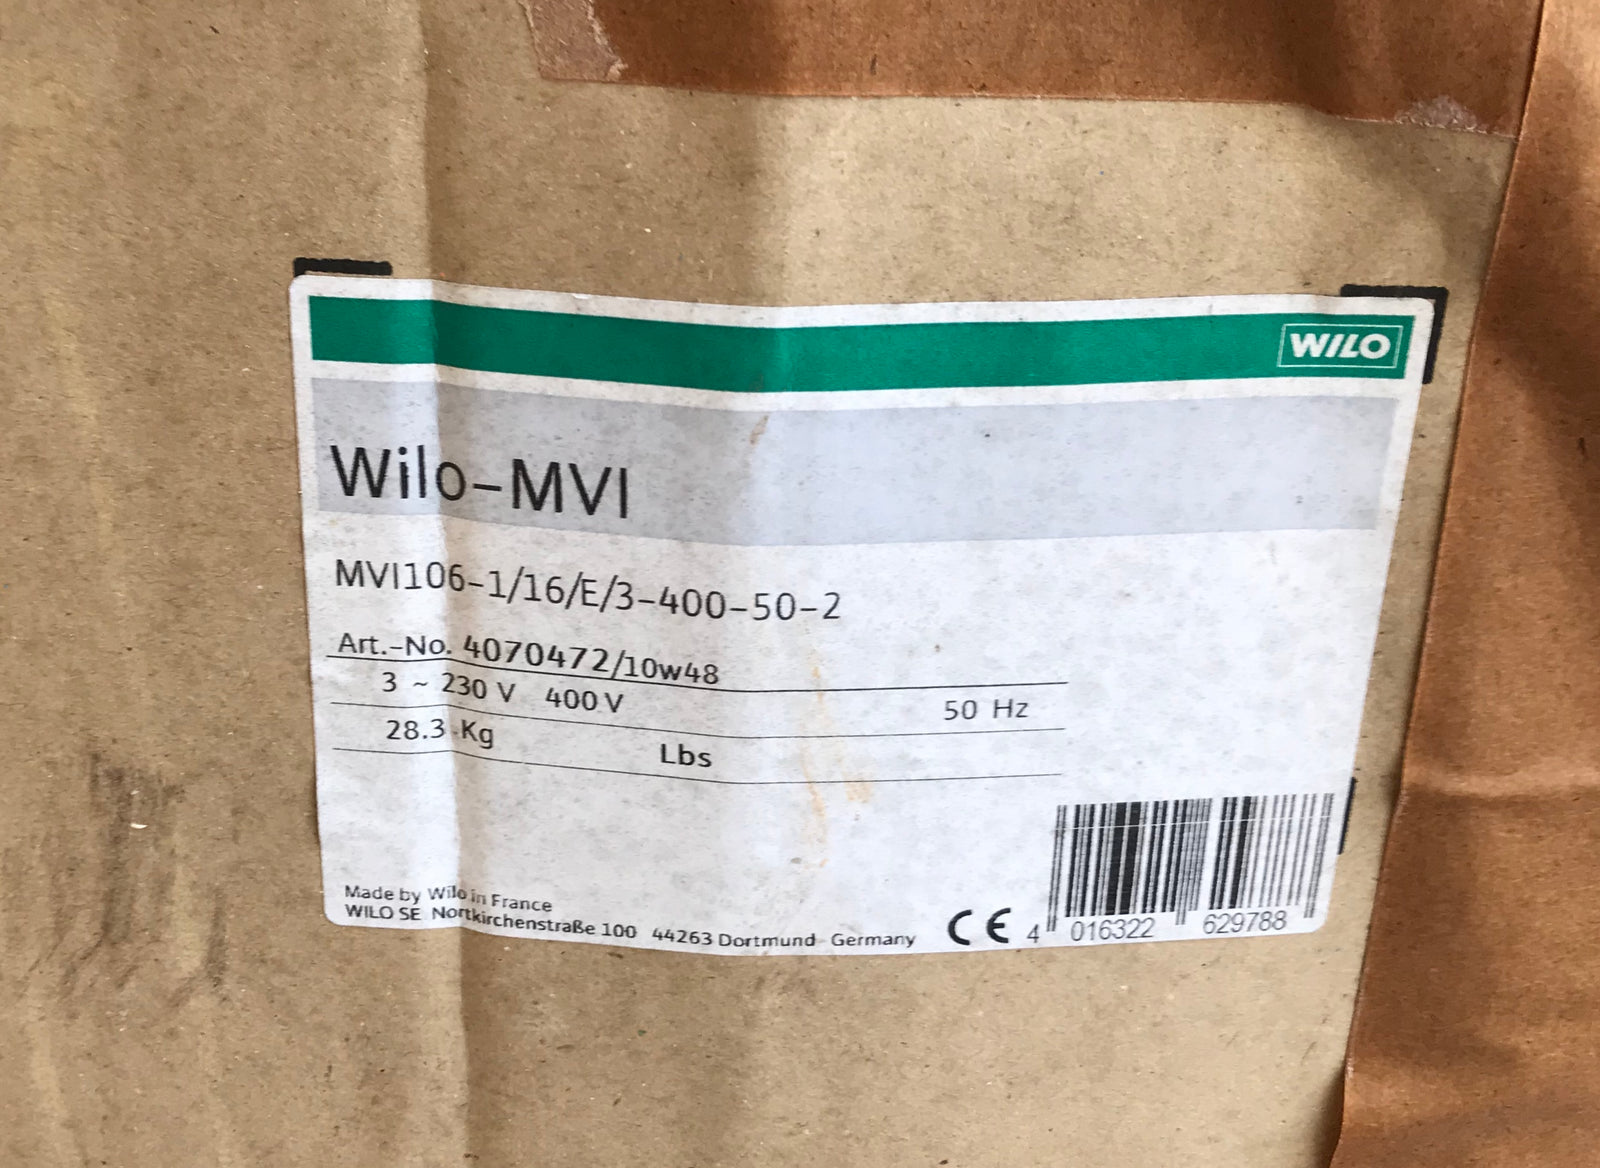 WILO
Wilo-MVI
MVI106-1/16/E/3-400-50-2
Art.-No. 4070472/10w48
3 ~ 230 V 400 V 50 Hz
28.3 Kg Lbs
Made by Wilo in France
WILO SE Nortkirchenstraße 100 44263 Dortmund Germany
CE
4 016322 629788